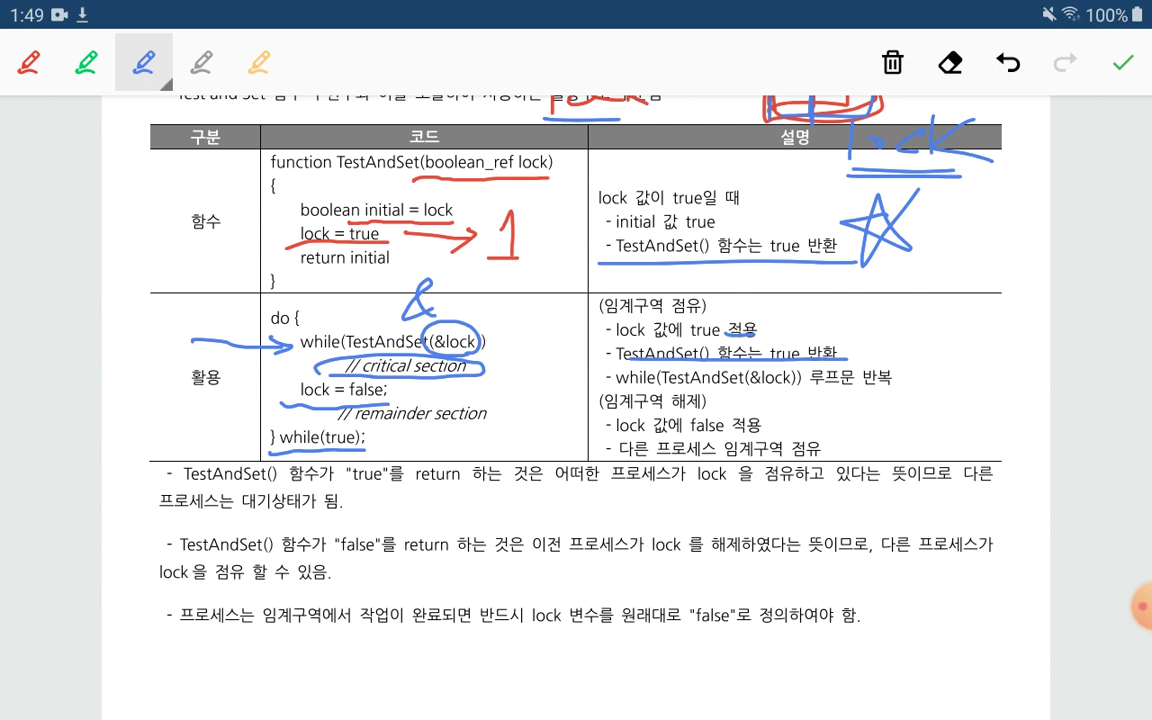 1:49
100%
lock
구분 코드 설명
함수
function TestAndSet(boolean_ref lock)
{
boolean initial = lock
lock = true
return initial
}
1
lock 값이 true일 때
- initial 값 true
- TestAndSet() 함수는 true 반환
활용
&
do {
while(TestAndSet(&lock))
// critical section
lock = false;
// remainder section
} while(true);
(임계구역 점유)
- lock 값에 true 적용
- TestAndSet() 함수는 true 반환
- while(TestAndSet(&lock)) 루프문 반복
(임계구역 해제)
- lock 값에 false 적용
- 다른 프로세스 임계구역 점유
- TestAndSet() 함수가 "true"를 return 하는 것은 어떠한 프로세스가 lock 을 점유하고 있다는 뜻이므로 다른
프로세스는 대기상태가 됨.
- TestAndSet() 함수가 "false"를 return 하는 것은 이전 프로세스가 lock 를 해제하였다는 뜻이므로, 다른 프로세스가
lock을 점유 할 수 있음.
- 프로세스는 임계구역에서 작업이 완료되면 반드시 lock 변수를 원래대로 "false"로 정의하여야 함.